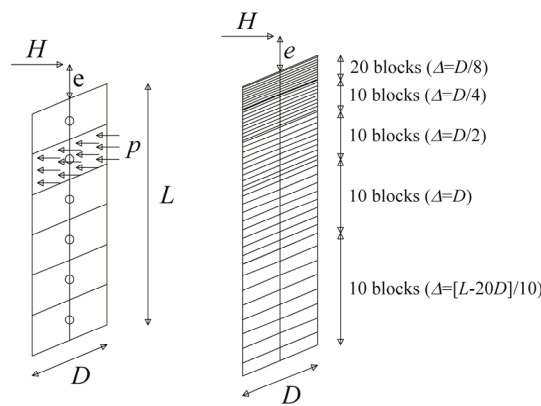 H
e
p
L
D
H
e
20 blocks (Δ=D/8)
10 blocks (Δ=D/4)
10 blocks (Δ=D/2)
10 blocks (Δ=D)
10 blocks (Δ=[L-20D]/10)
D